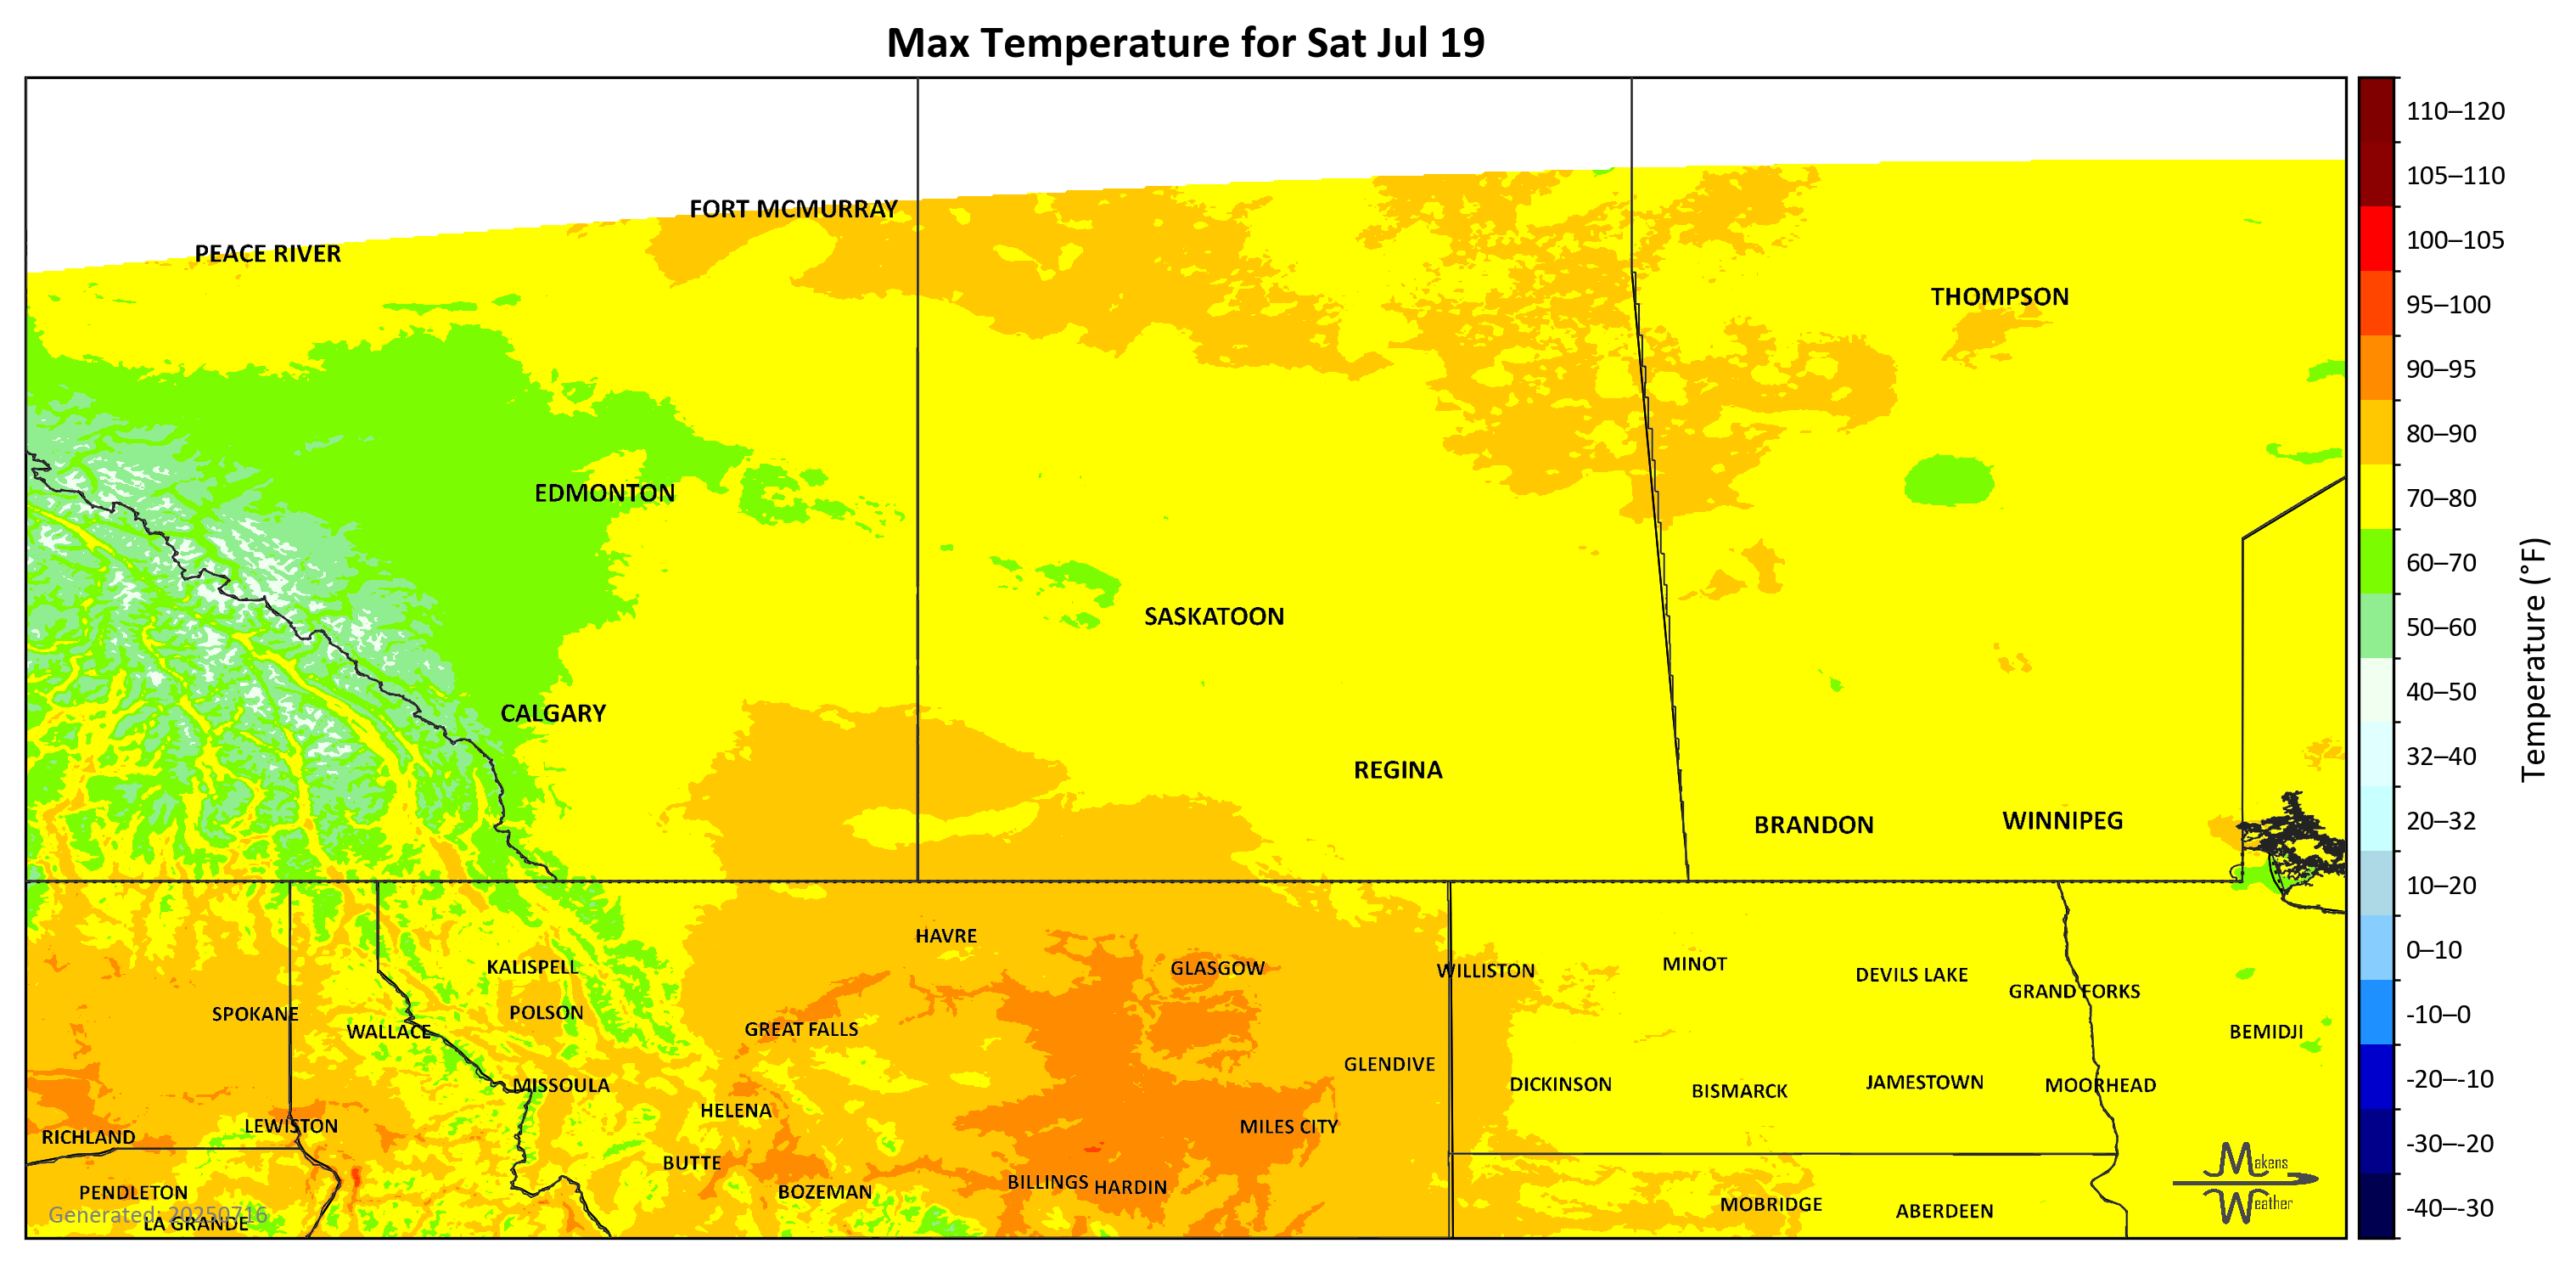 Max Temperature for Sat Jul 19
FORT MCMURRAY
PEACE RIVER
THOMPSON
EDMONTON
SASKATOON
CALGARY
REGINA
BRANDON
WINNIPEG
HAVRE
KALISPELL
GLASGOW
WILLISTON
MINOT
DEVILS LAKE
GRAND FORKS
SPOKANE
POLSON
WALLACE
GREAT FALLS
BEMIDJI
GLENDIVE
MISSOULA
DICKINSON
BISMARCK
JAMESTOWN
MOORHEAD
HELENA
LEWISTON
MILES CITY
RICHLAND
BUTTE
BILLINGS
HARDIN
BOZEMAN
PENDLETON
MOBRIDGE
ABERDEEN
LA GRANDE
Generated: 20250716
Makens
Weather
110–120
105–110
100–105
95–100
90–95
80–90
70–80
60–70
50–60
40–50
32–40
20–32
10–20
0–10
-10–0
-20–-10
-30–-20
-40–-30
Temperature (°F)